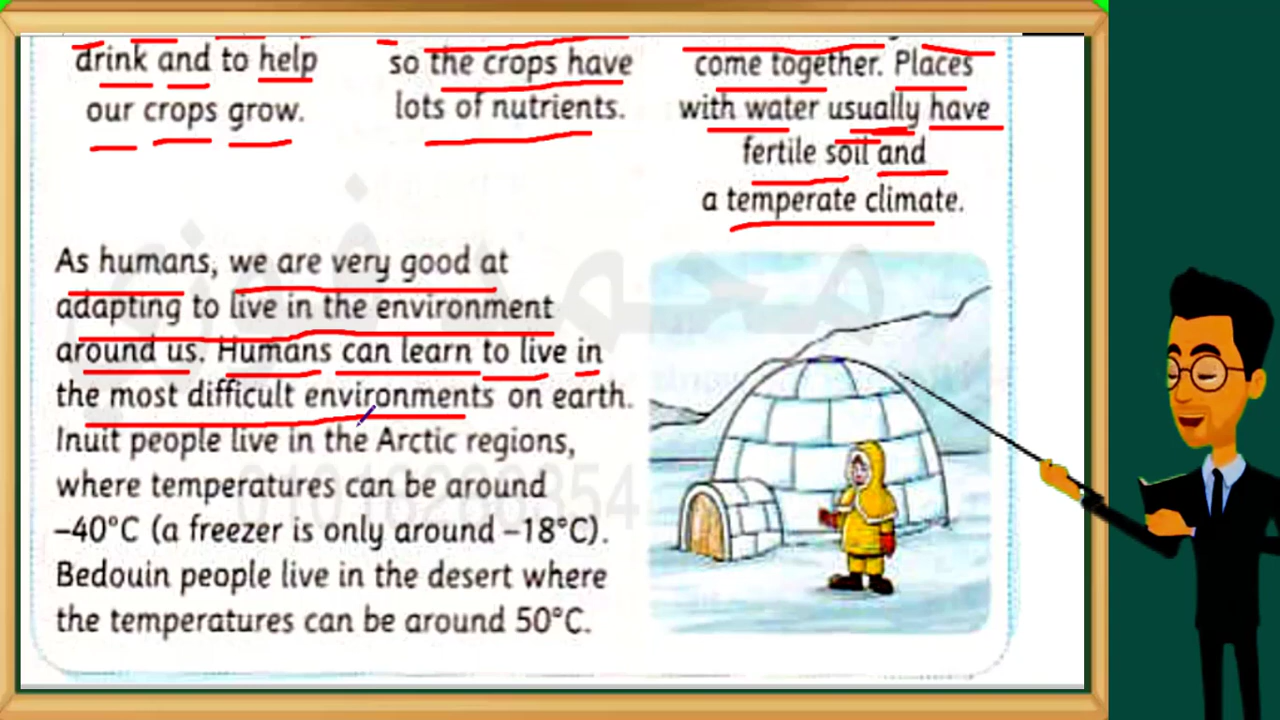 drink and to help
our crops grow.
so the crops have
lots of nutrients.
come together. Places
with water usually have
fertile soil and
a temperate climate.
As humans, we are very good at
adapting to live in the environment
around us. Humans can learn to live in
the most difficult environments on earth.
Inuit people live in the Arctic regions,
where temperatures can be around
–40°C (a freezer is only around –18°C).
Bedouin people live in the desert where
the temperatures can be around 50°C.
محمد فوزي